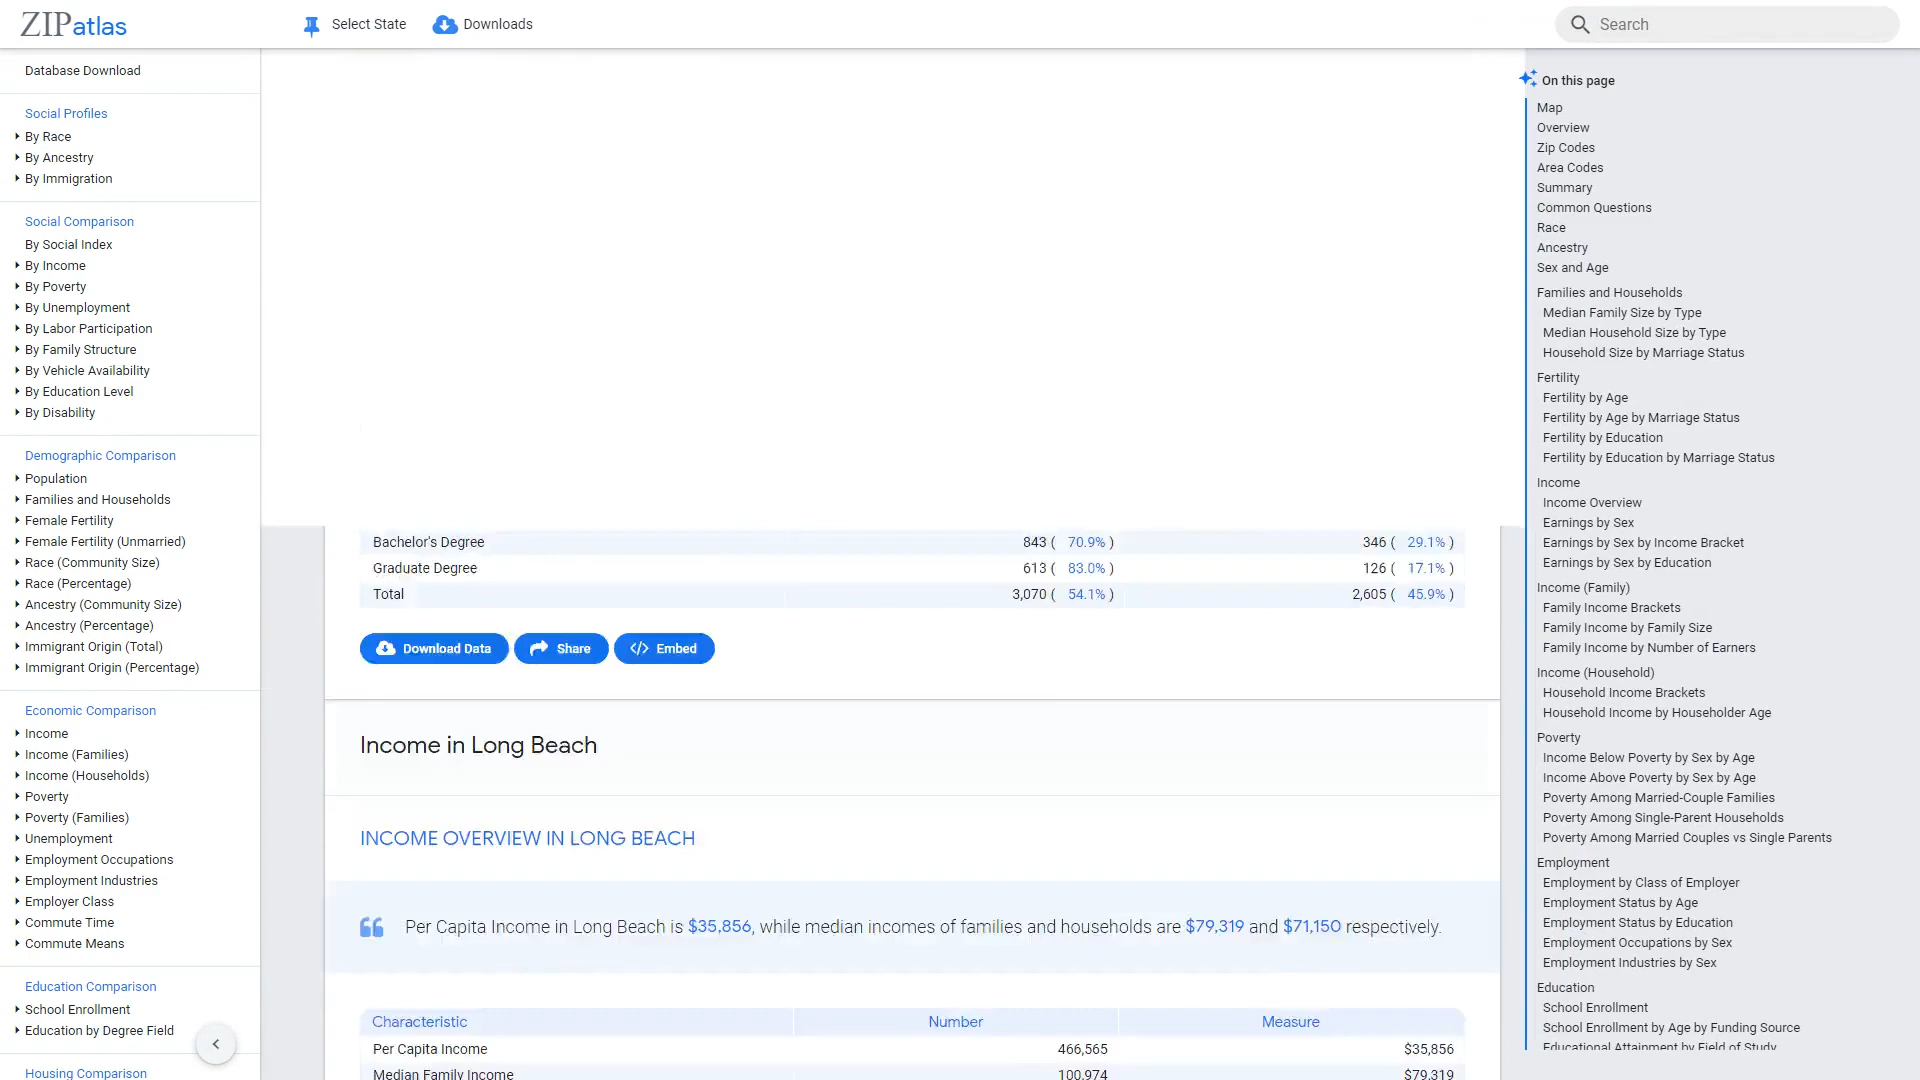 ZIPatlas
Select State
Downloads
Search
Database Download
Social Profiles
By Race
By Ancestry
By Immigration
Social Comparison
By Social Index
By Income
By Poverty
By Unemployment
By Labor Participation
By Family Structure
By Vehicle Availability
By Education Level
By Disability
Demographic Comparison
Population
Families and Households
Female Fertility
Female Fertility (Unmarried)
Race (Community Size)
Race (Percentage)
Ancestry (Community Size)
Ancestry (Percentage)
Immigrant Origin (Total)
Immigrant Origin (Percentage)
Economic Comparison
Income
Income (Families)
Income (Households)
Poverty
Poverty (Families)
Unemployment
Employment Occupations
Employment Industries
Employer Class
Commute Time
Commute Means
Education Comparison
School Enrollment
Education by Degree Field
Housing Comparison
Bachelor's Degree 843 ( 70.9% ) 346 ( 29.1% )
Graduate Degree 613 ( 83.0% ) 126 ( 17.1% )
Total 3,070 ( 54.1% ) 2,605 ( 45.9% )
Download Data Share Embed
Income in Long Beach
INCOME OVERVIEW IN LONG BEACH
Per Capita Income in Long Beach is $35,856, while median incomes of families and households are $79,319 and $71,150 respectively.
Characteristic Number Measure
Per Capita Income 466,565 $35,856
Median Family Income 100,974 $79,319
On this page
Map
Overview
Zip Codes
Area Codes
Summary
Common Questions
Race
Ancestry
Sex and Age
Families and Households
Median Family Size by Type
Median Household Size by Type
Household Size by Marriage Status
Fertility
Fertility by Age
Fertility by Age by Marriage Status
Fertility by Education
Fertility by Education by Marriage Status
Income
Income Overview
Earnings by Sex
Earnings by Sex by Income Bracket
Earnings by Sex by Education
Income (Family)
Family Income Brackets
Family Income by Family Size
Family Income by Number of Earners
Income (Household)
Household Income Brackets
Household Income by Householder Age
Poverty
Income Below Poverty by Sex by Age
Income Above Poverty by Sex by Age
Poverty Among Married-Couple Families
Poverty Among Single-Parent Households
Poverty Among Married Couples vs Single Parents
Employment
Employment by Class of Employer
Employment Status by Age
Employment Status by Education
Employment Occupations by Sex
Employment Industries by Sex
Education
School Enrollment
School Enrollment by Age by Funding Source
Educational Attainment by Field of Study